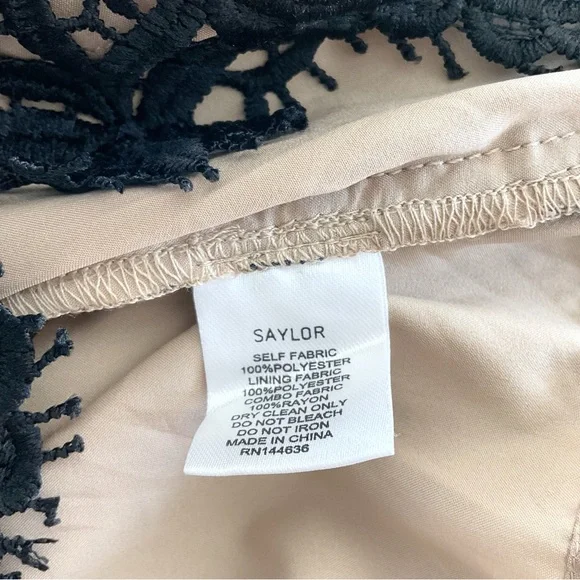 SAYLOR
SELF FABRIC
100%POLYESTER
LINING FABRIC
100%POLYESTER
COMBO FABRIC
100%RAYON
DRY CLEAN ONLY
DO NOT BLEACH
DO NOT IRON
MADE IN CHINA
RN144636